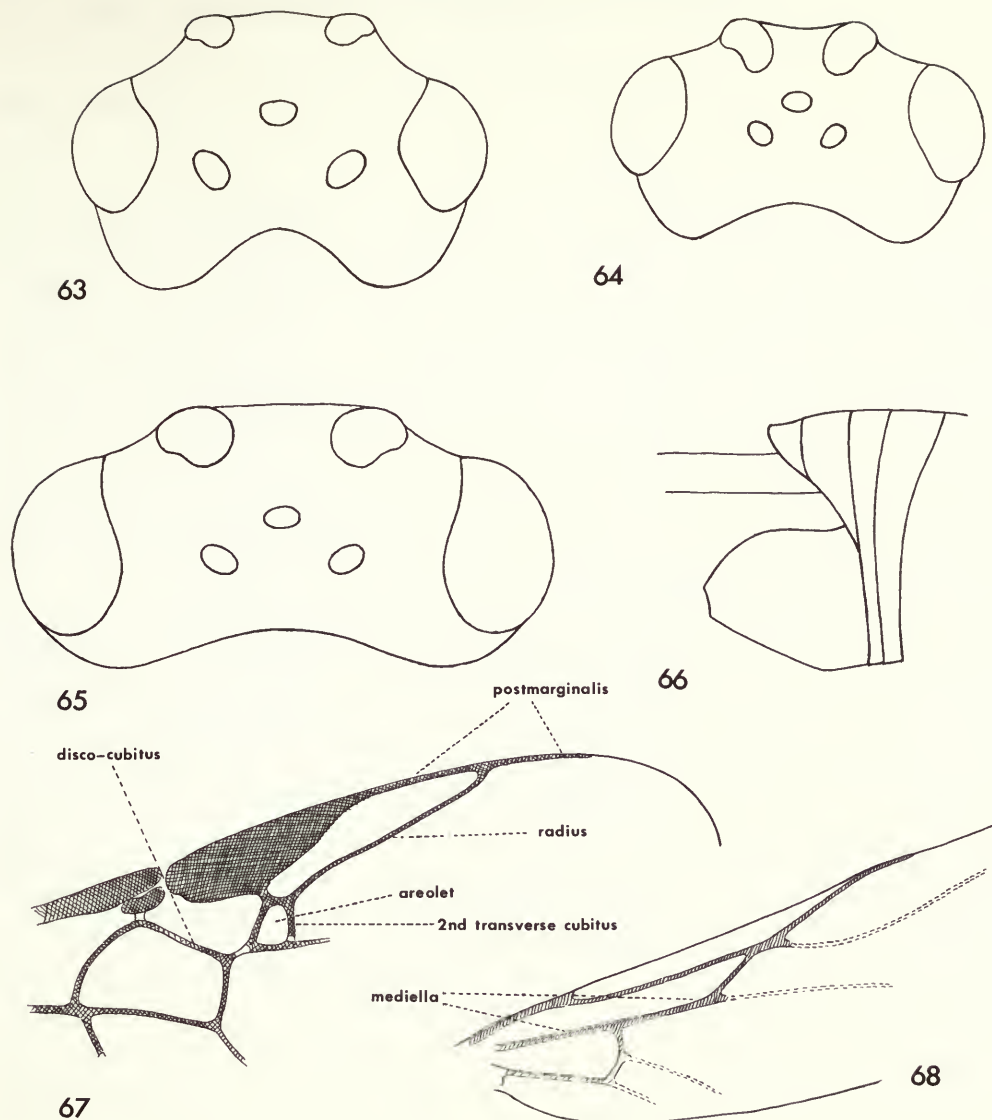 63
64
65
66
postmarginalis
disco-cubitus
radius
areolet
2nd transverse cubitus
mediella
68
67